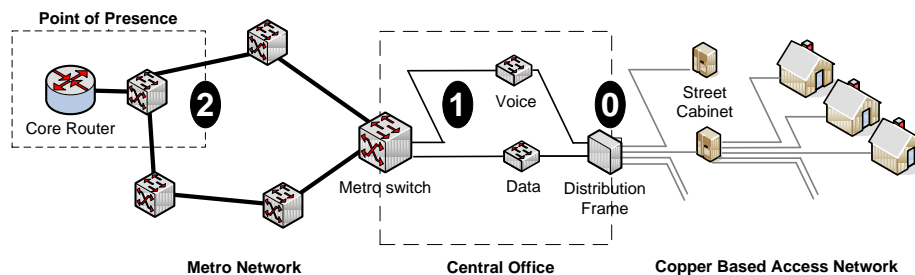 Point of Presence
Core Router
2
1
0
Voice
Data
Metro switch
Distribution
Frame
Street
Cabinet
Metro Network
Central Office
Copper Based Access Network